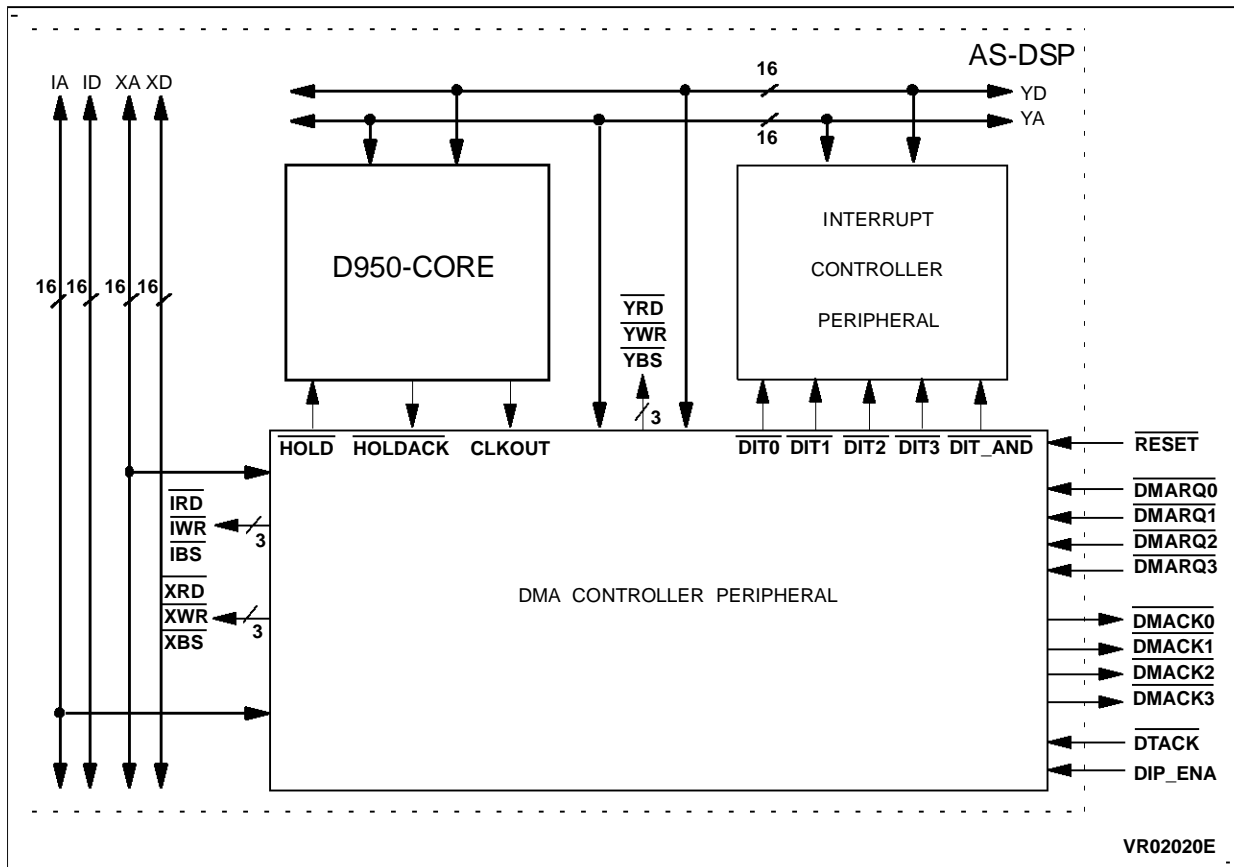 AS-DSP
IA ID XA XD
16
YD
YA
16
D950-CORE
INTERRUPT
CONTROLLER
PERIPHERAL
16 16 16 16
YRD
YWR
YBS
3
HOLD HOLDACK CLKOUT
DIT0 DIT1 DIT2 DIT3 DIT_AND
RESET
IRD
IWR
IBS
3
XRD
XWR
XBS
3
DMA CONTROLLER PERIPHERAL
DMARQ0
DMARQ1
DMARQ2
DMARQ3
DMACK0
DMACK1
DMACK2
DMACK3
DTACK
DIP_ENA
VR02020E